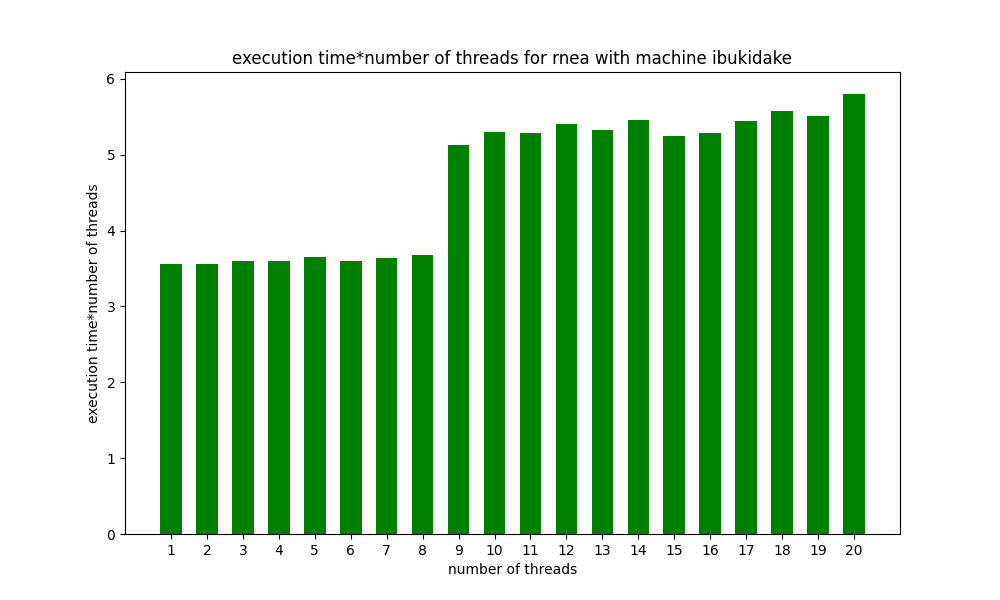 execution time*number of threads for rnea with machine ibukidake
6
5
4
3
2
1
0
execution time*number of threads
1 2 3 4 5 6 7 8 9 10 11 12 13 14 15 16 17 18 19 20
number of threads